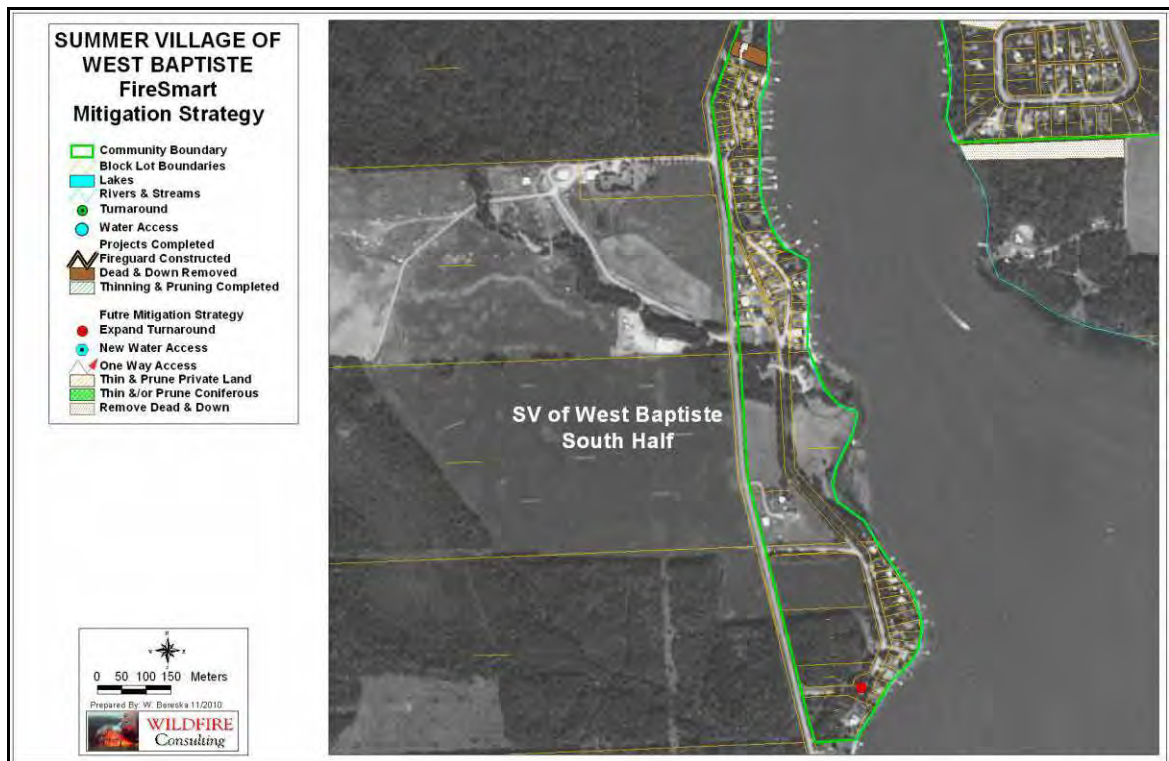 SUMMER VILLAGE OF
WEST BAPTISTE
FireSmart
Mitigation Strategy
Community Boundary
Block Lot Boundaries
Lakes
Rivers & Streams
Turnaround
Water Access
Projects Completed
Fireguard Constructed
Dead & Down Removed
Thinning & Pruning Completed
Futre Mitigation Strategy
Expand Turnaround
New Water Access
One Way Access
Thin & Prune Private Land
Thin &/or Prune Coniferous
Remove Dead & Down
SV of West Baptiste
South Half
0 50 100 150 Meters
Prepared By: W. Bereska 11/2010
WILDFIRE
Consulting